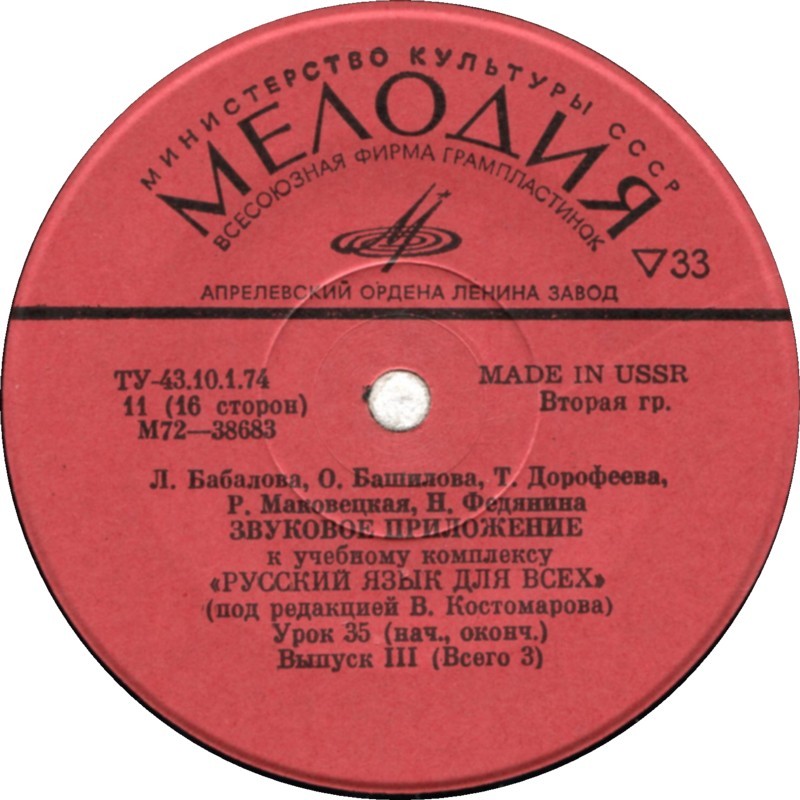 МИНИСТЕРСТВО КУЛЬТУРЫ СССР
МЕЛОДИЯ
ВСЕСОЮЗНАЯ ФИРМА ГРАМПЛАСТИНОК
▽33
АПРЕЛЕВСКИЙ ОРДЕНА ЛЕНИНА ЗАВОД
ТУ-43.10.1.74
11 (16 сторон)
М72—38683
MADE IN USSR
Вторая гр.
Л. Бабалова, О. Башилова, Т. Дорофеева,
Р. Маковецкая, Н. Федянина
ЗВУКОВОЕ ПРИЛОЖЕНИЕ
к учебному комплексу
«РУССКИЙ ЯЗЫК ДЛЯ ВСЕХ»
(под редакцией В. Костомарова)
Урок 35 (нач., оконч.)
Выпуск III (Всего 3)